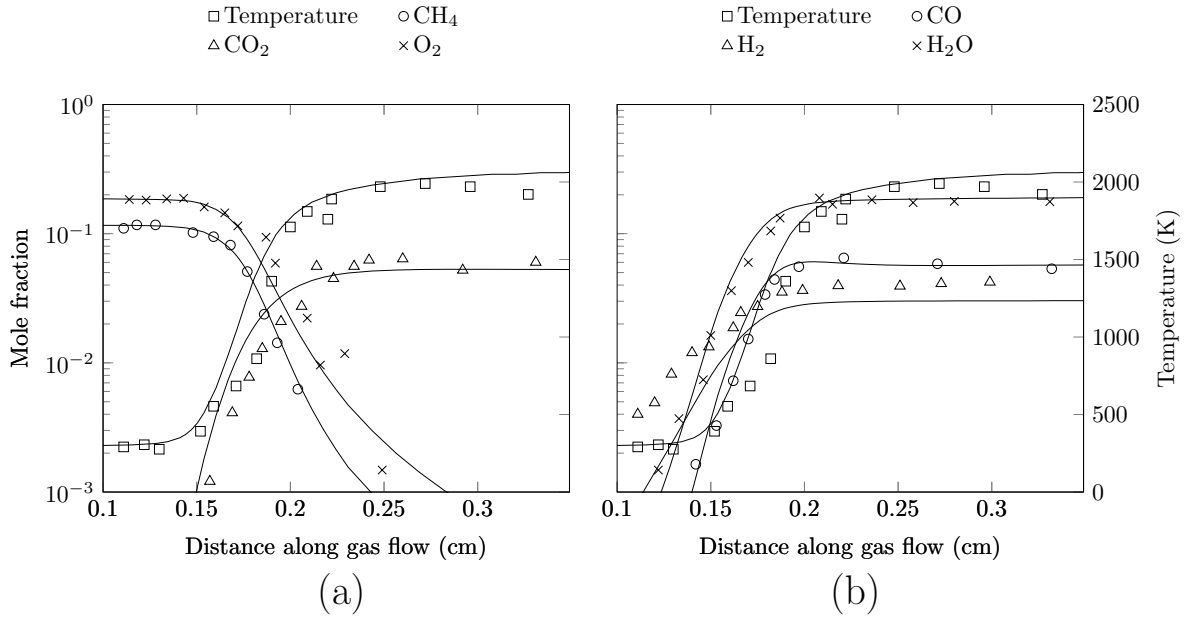 Temperature CH₄
CO₂ O₂
Temperature CO
H₂ H₂O
10⁰
10⁻¹
10⁻²
10⁻³
Mole fraction
0.1 0.15 0.2 0.25 0.3
Distance along gas flow (cm)
(a)
2500
2000
1500
1000
500
0
Temperature (K)
0.1 0.15 0.2 0.25 0.3
Distance along gas flow (cm)
(b)